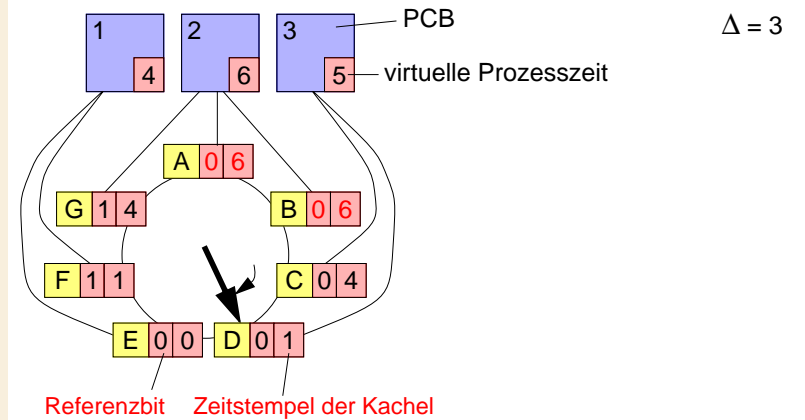 1 2 3 PCB Δ = 3
4 6 5 virtuelle Prozesszeit
A 0 6
G 1 4 B 0 6
F 1 1 C 0 4
E 0 0 D 0 1
Referenzbit Zeitstempel der Kachel